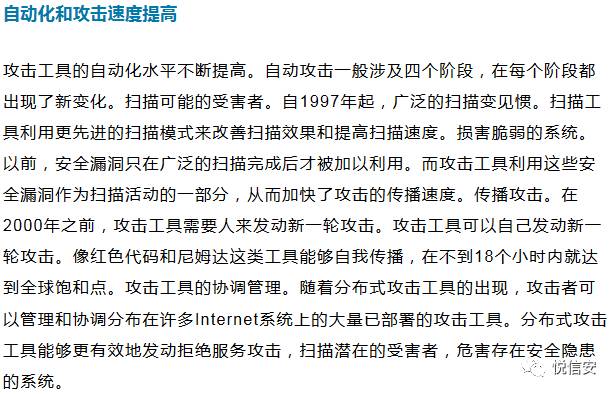 自动化和攻击速度提高
攻击工具的自动化水平不断提高。自动攻击一般涉及四个阶段，在每个阶段都
出现了新变化。扫描可能的受害者。自1997年起，广泛的扫描变见惯。扫描工
具利用更先进的扫描模式来改善扫描效果和提高扫描速度。损害脆弱的系统。
以前，安全漏洞只在广泛的扫描完成后才被加以利用。而攻击工具利用这些安
全漏洞作为扫描活动的一部分，从而加快了攻击的传播速度。传播攻击。在
2000年之前，攻击工具需要人来发动新一轮攻击。攻击工具可以自己发动新一
轮攻击。像红色代码和尼姆达这类工具能够自我传播，在不到18个小时内就达
到全球饱和点。攻击工具的协调管理。随着分布式攻击工具的出现，攻击者可
以管理和协调分布在许多Internet系统上的大量已部署的攻击工具。分布式攻击
工具能够更有效地发动拒绝服务攻击，扫描潜在的受害者，危害存在安全隐患
的系统。
悦信安